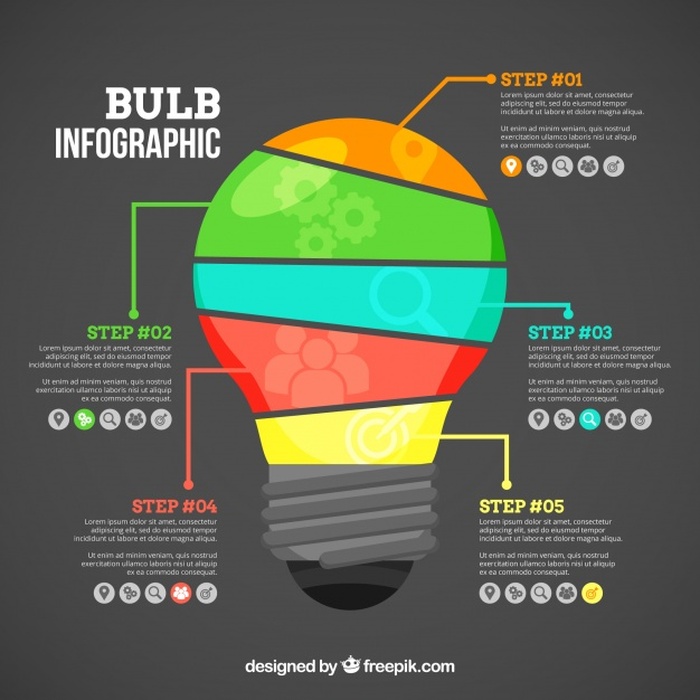 BULB
INFOGRAPHIC
STEP #01
Lorem ipsum dolor sit amet, consectetur
adipiscing elit, sed do eiusmod tempor
incididunt ut labore et dolore magna aliqua.
Ut enim ad minim veniam, quis nostrud
exercitation ullamco laboris nisi ut aliquip
ex ea commodo consequat.
STEP #02
Lorem ipsum dolor sit amet, consectetur
adipiscing elit, sed do eiusmod tempor
incididunt ut labore et dolore magna aliqua.
Ut enim ad minim veniam, quis nostrud
exercitation ullamco laboris nisi ut aliquip
ex ea commodo consequat.
STEP #03
Lorem ipsum dolor sit amet, consectetur
adipiscing elit, sed do eiusmod tempor
incididunt ut labore et dolore magna aliqua.
Ut enim ad minim veniam, quis nostrud
exercitation ullamco laboris nisi ut aliquip
ex ea commodo consequat.
STEP #04
Lorem ipsum dolor sit amet, consectetur
adipiscing elit, sed do eiusmod tempor
incididunt ut labore et dolore magna aliqua.
Ut enim ad minim veniam, quis nostrud
exercitation ullamco laboris nisi ut aliquip
ex ea commodo consequat.
STEP #05
Lorem ipsum dolor sit amet, consectetur
adipiscing elit, sed do eiusmod tempor
incididunt ut labore et dolore magna aliqua.
Ut enim ad minim veniam, quis nostrud
exercitation ullamco laboris nisi ut aliquip
ex ea commodo consequat.
designed by freepik.com